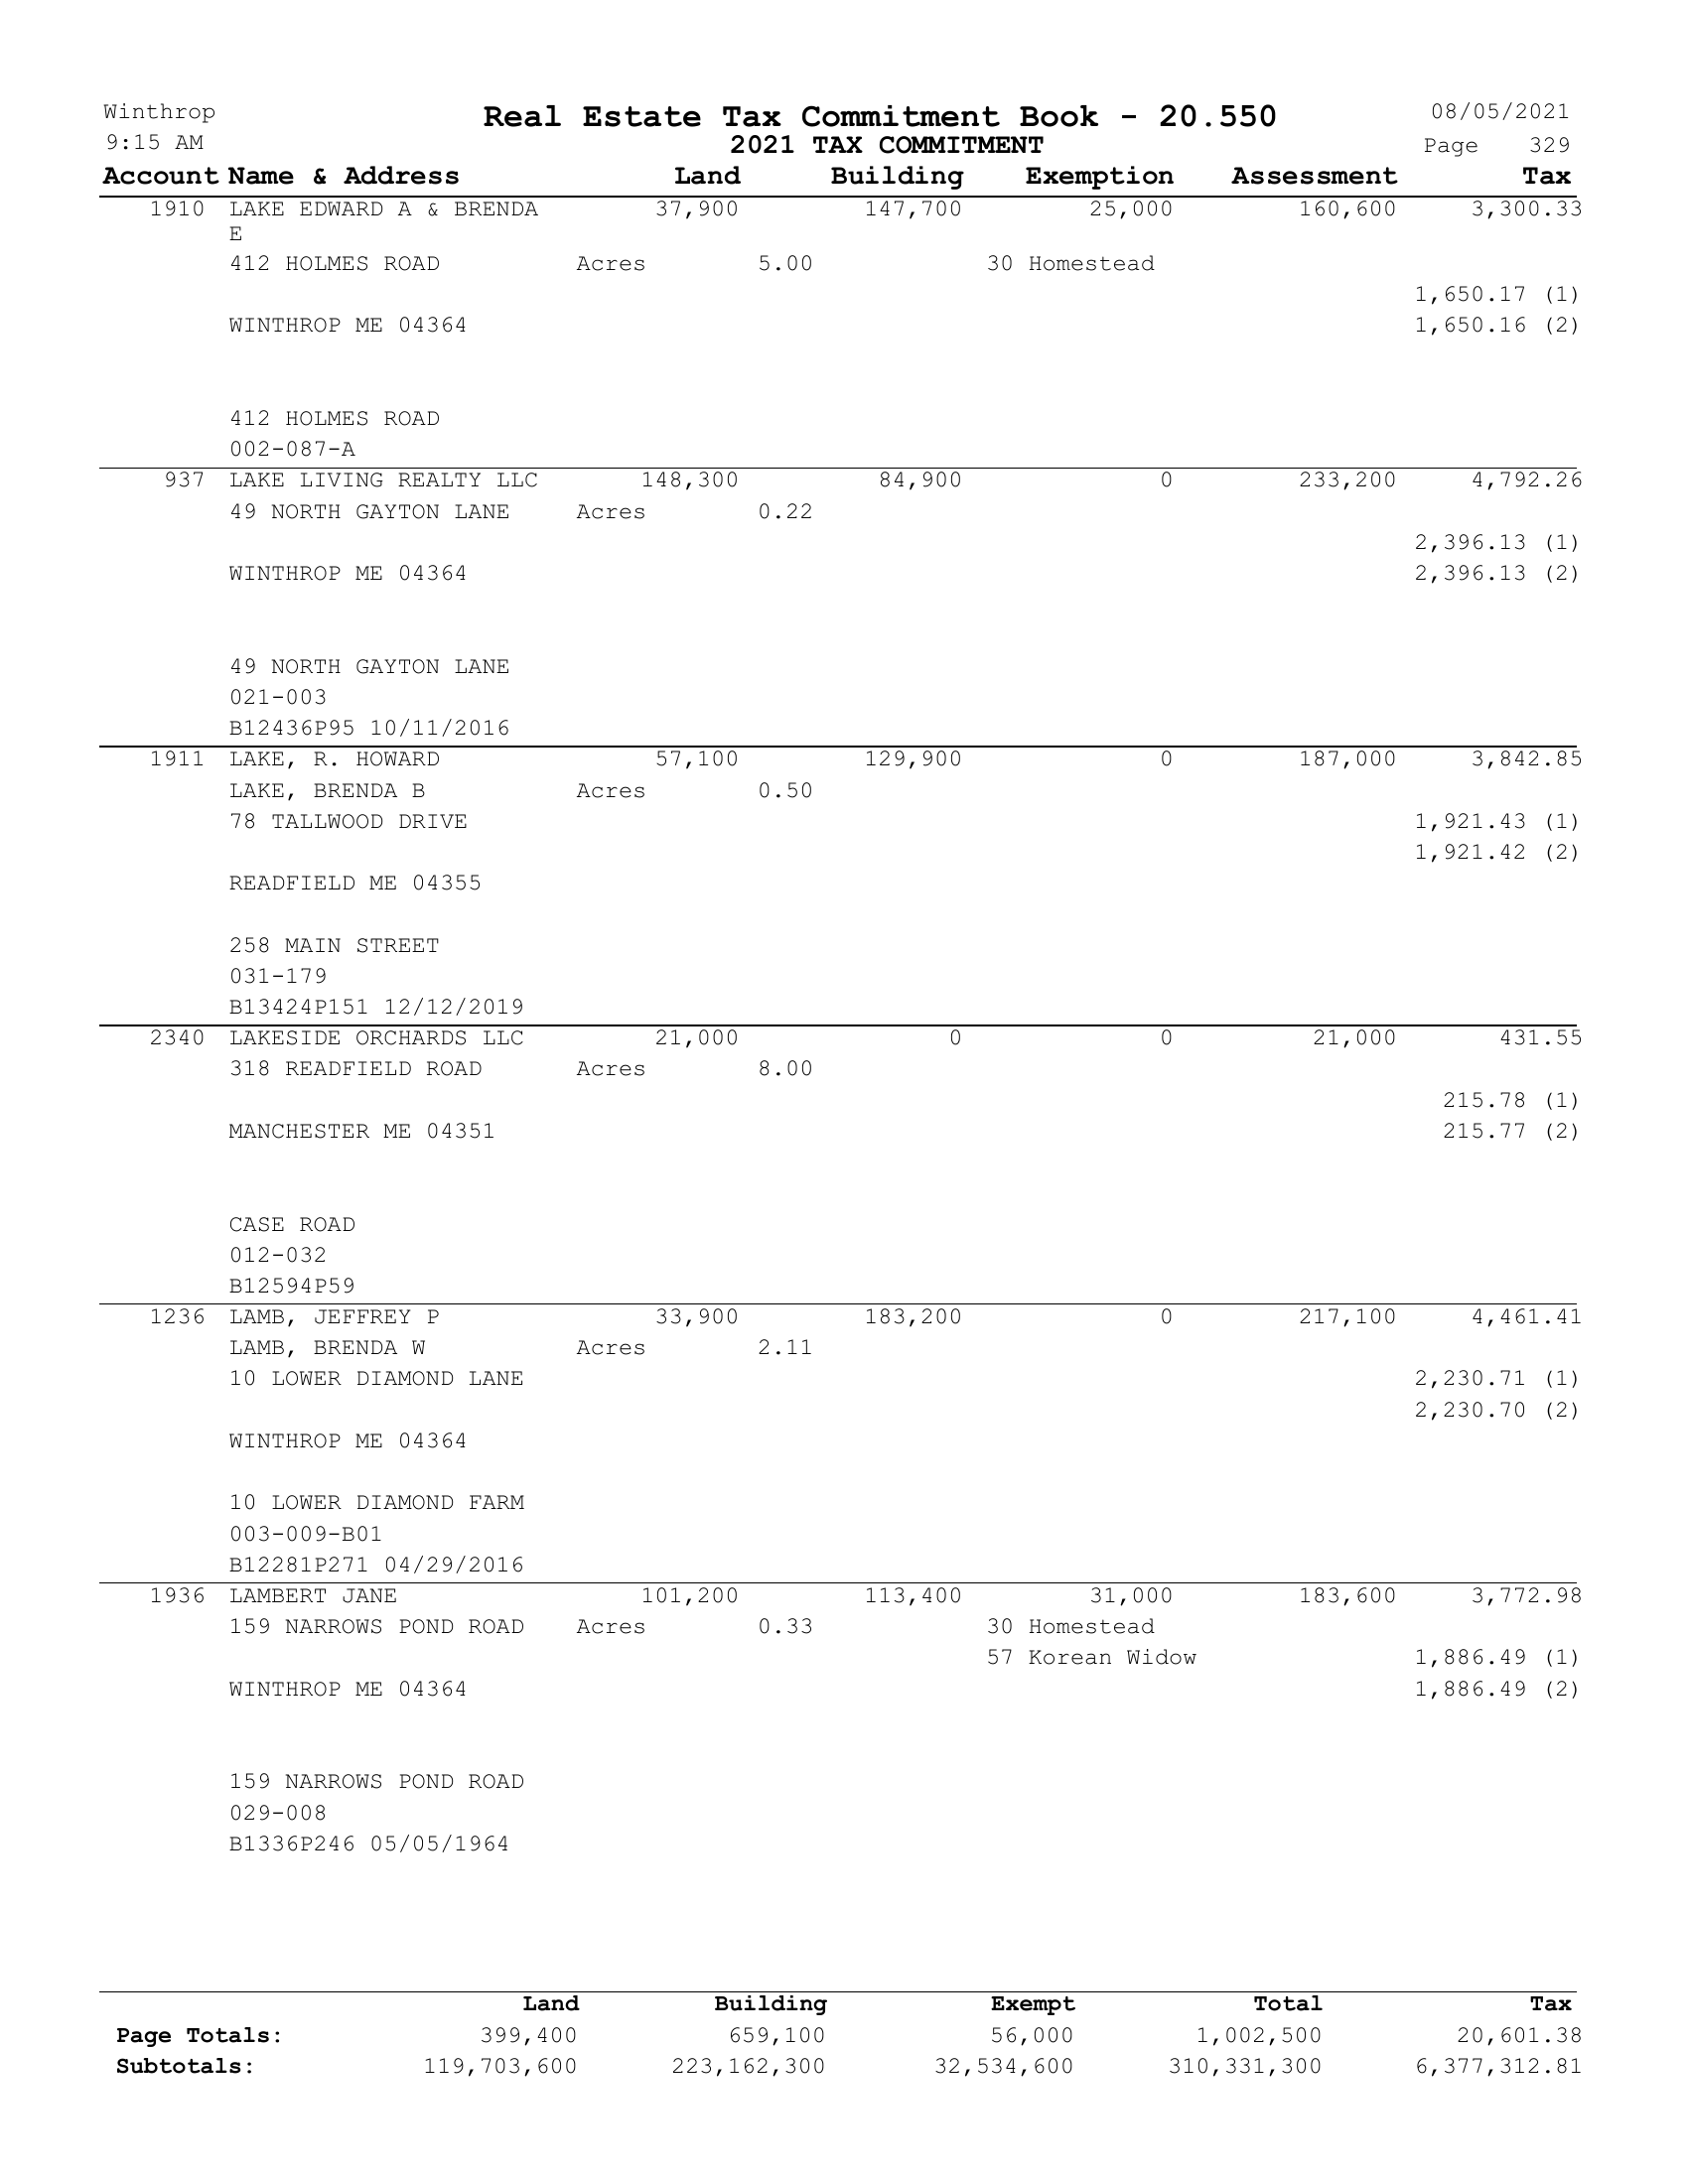 Winthrop Real Estate Tax Commitment Book - 20.550 08/05/2021
9:15 AM 2021 TAX COMMITMENT Page 329
Account Name & Address Land Building Exemption Assessment Tax
1910 LAKE EDWARD A & BRENDA 37,900 147,700 25,000 160,600 3,300.33
E
412 HOLMES ROAD Acres 5.00 30 Homestead
1,650.17 (1)
WINTHROP ME 04364 1,650.16 (2)
412 HOLMES ROAD
002-087-A
937 LAKE LIVING REALTY LLC 148,300 84,900 0 233,200 4,792.26
49 NORTH GAYTON LANE Acres 0.22
2,396.13 (1)
WINTHROP ME 04364 2,396.13 (2)
49 NORTH GAYTON LANE
021-003
B12436P95 10/11/2016
1911 LAKE, R. HOWARD 57,100 129,900 0 187,000 3,842.85
LAKE, BRENDA B Acres 0.50
78 TALLWOOD DRIVE 1,921.43 (1)
1,921.42 (2)
READFIELD ME 04355
258 MAIN STREET
031-179
B13424P151 12/12/2019
2340 LAKESIDE ORCHARDS LLC 21,000 0 0 21,000 431.55
318 READFIELD ROAD Acres 8.00
215.78 (1)
MANCHESTER ME 04351 215.77 (2)
CASE ROAD
012-032
B12594P59
1236 LAMB, JEFFREY P 33,900 183,200 0 217,100 4,461.41
LAMB, BRENDA W Acres 2.11
10 LOWER DIAMOND LANE 2,230.71 (1)
2,230.70 (2)
WINTHROP ME 04364
10 LOWER DIAMOND FARM
003-009-B01
B12281P271 04/29/2016
1936 LAMBERT JANE 101,200 113,400 31,000 183,600 3,772.98
159 NARROWS POND ROAD Acres 0.33 30 Homestead
57 Korean Widow 1,886.49 (1)
WINTHROP ME 04364 1,886.49 (2)
159 NARROWS POND ROAD
029-008
B1336P246 05/05/1964
Land Building Exempt Total Tax
Page Totals: 399,400 659,100 56,000 1,002,500 20,601.38
Subtotals: 119,703,600 223,162,300 32,534,600 310,331,300 6,377,312.81